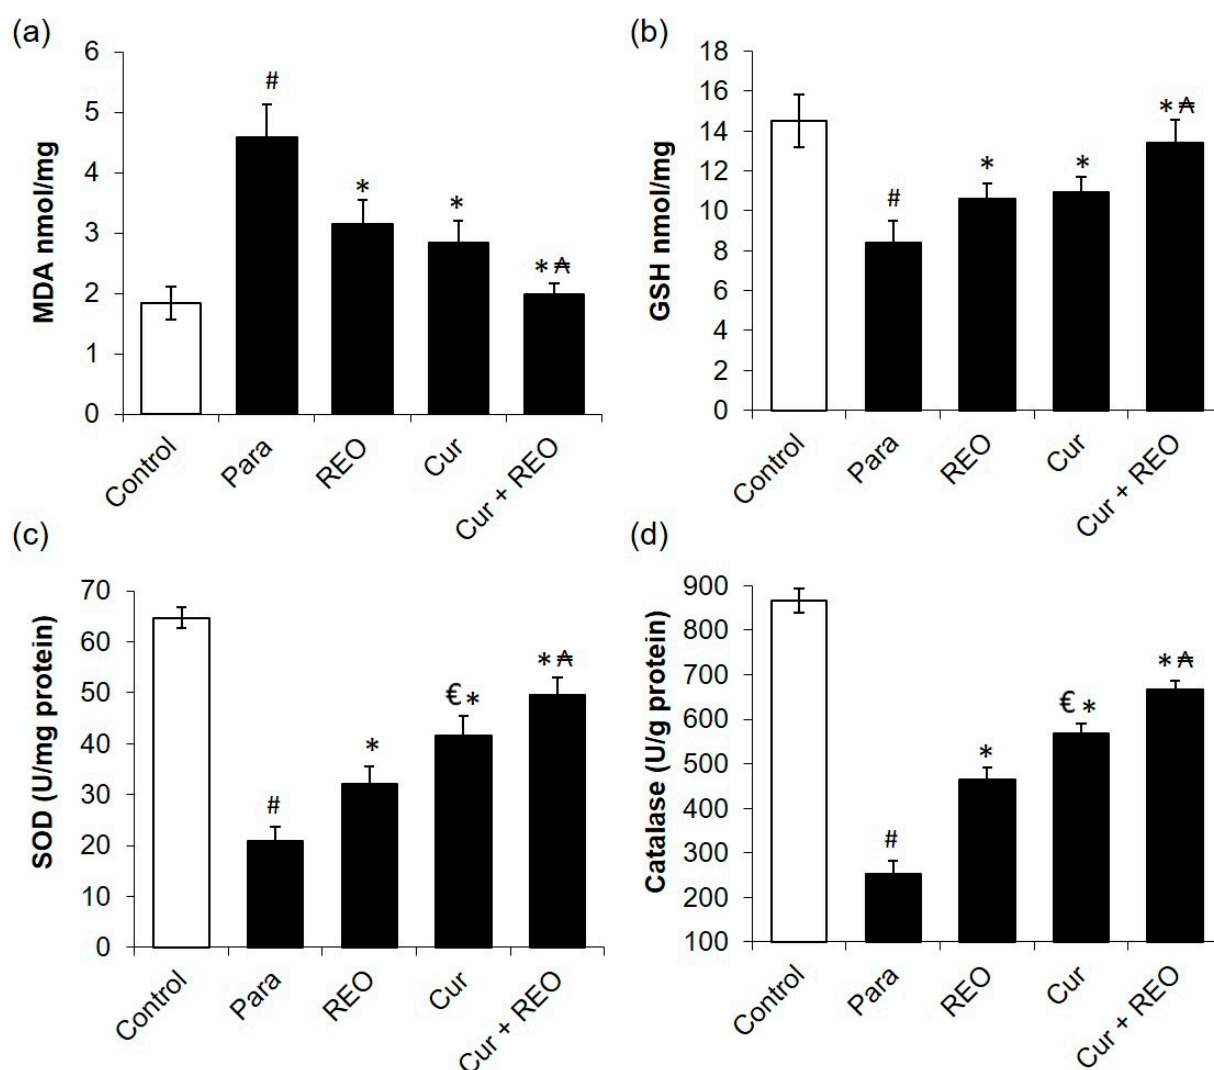 (a)
MDA nmol/mg
6
5
4
3
2
1
0
#
*
*
*₳
Control
Para
REO
Cur
Cur + REO
(b)
GSH nmol/mg
18
16
14
12
10
8
6
4
2
0
#
*
*
*₳
Control
Para
REO
Cur
Cur + REO
(c)
SOD (U/mg protein)
70
60
50
40
30
20
10
0
#
*
€*
*₳
Control
Para
REO
Cur
Cur + REO
(d)
Catalase (U/g protein)
900
800
700
600
500
400
300
200
100
#
*
€*
*₳
Control
Para
REO
Cur
Cur + REO